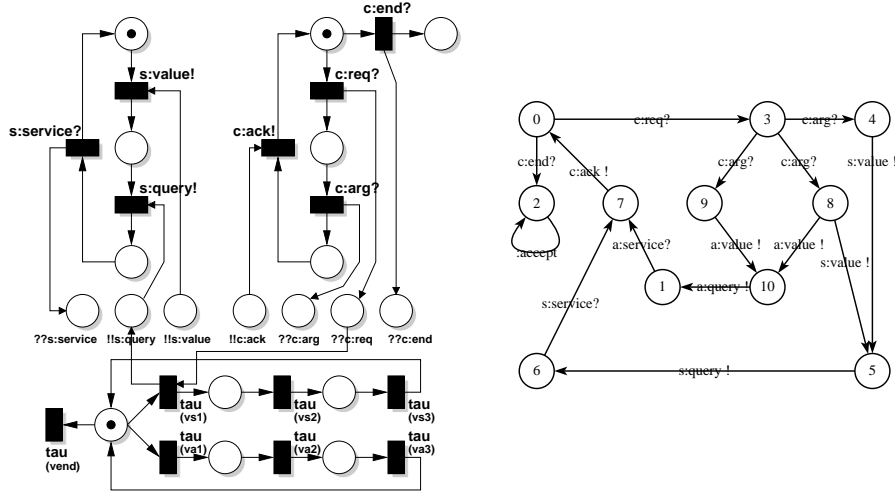 c:end?
s:value!
c:req?
s:service?
c:ack!
s:query!
c:arg?
??s:service
!!s:query
!!s:value
!!c:ack
??c:arg
??c:req
??c:end
tau
(vs1)
tau
(vs2)
tau
(vs3)
tau
(vend)
tau
(va1)
tau
(va2)
tau
(va3)
0
c:req?
3
c:arg?
4
c:end?
c:ack !
c:arg?
c:arg?
s:value !
2
7
9
8
:accept
a:service?
a:value !
a:value !
s:value !
s:service?
1
a:query !
10
6
s:query !
5